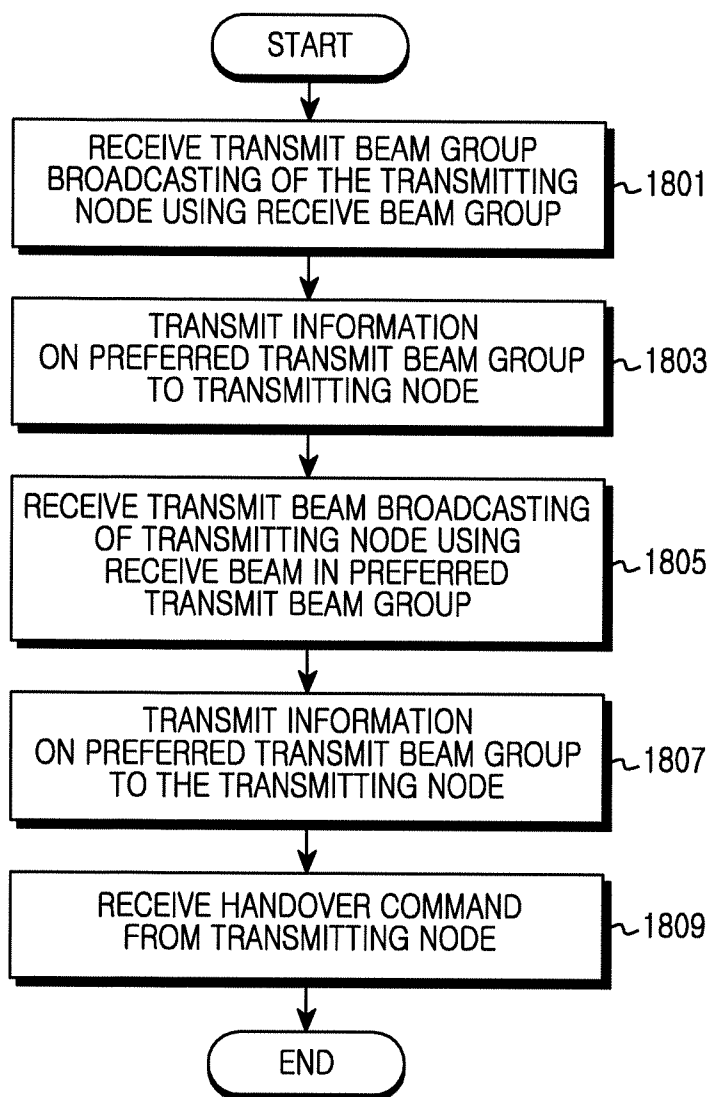 START
RECEIVE TRANSMIT BEAM GROUP
BROADCASTING OF THE TRANSMITTING
NODE USING RECEIVE BEAM GROUP
1801
TRANSMIT INFORMATION
ON PREFERRED TRANSMIT BEAM GROUP
TO TRANSMITTING NODE
1803
RECEIVE TRANSMIT BEAM BROADCASTING
OF TRANSMITTING NODE USING
RECEIVE BEAM IN PREFERRED
TRANSMIT BEAM GROUP
1805
TRANSMIT INFORMATION
ON PREFERRED TRANSMIT BEAM GROUP
TO THE TRANSMITTING NODE
1807
RECEIVE HANDOVER COMMAND
FROM TRANSMITTING NODE
1809
END